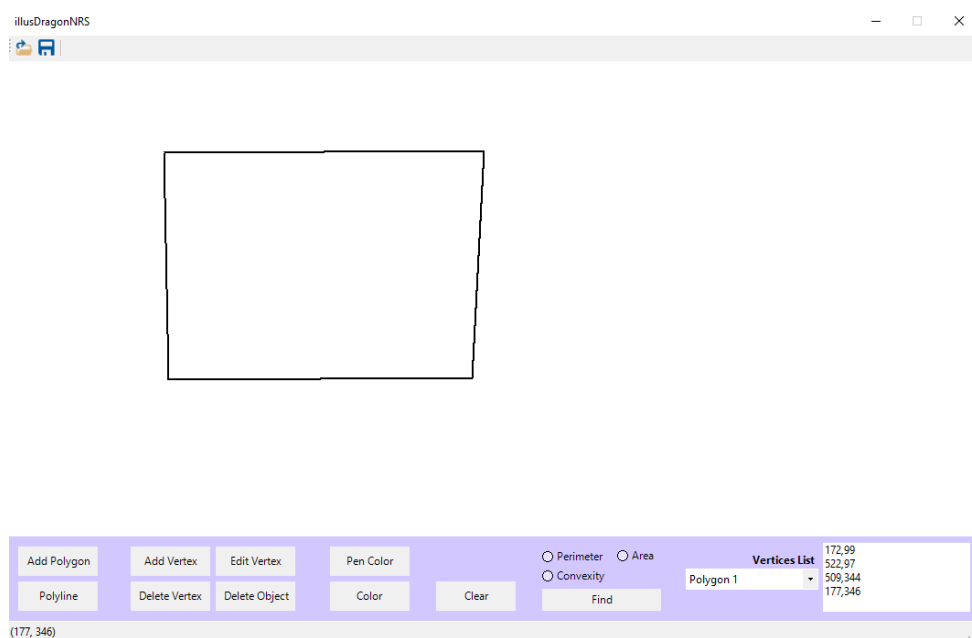 illusDragonNRS
Add Polygon
Add Vertex
Edit Vertex
Pen Color
Perimeter
Area
Convexity
Vertices List
172,99
522,97
509,344
177,346
Polygon 1
Polyline
Delete Vertex
Delete Object
Color
Clear
Find
(177, 346)